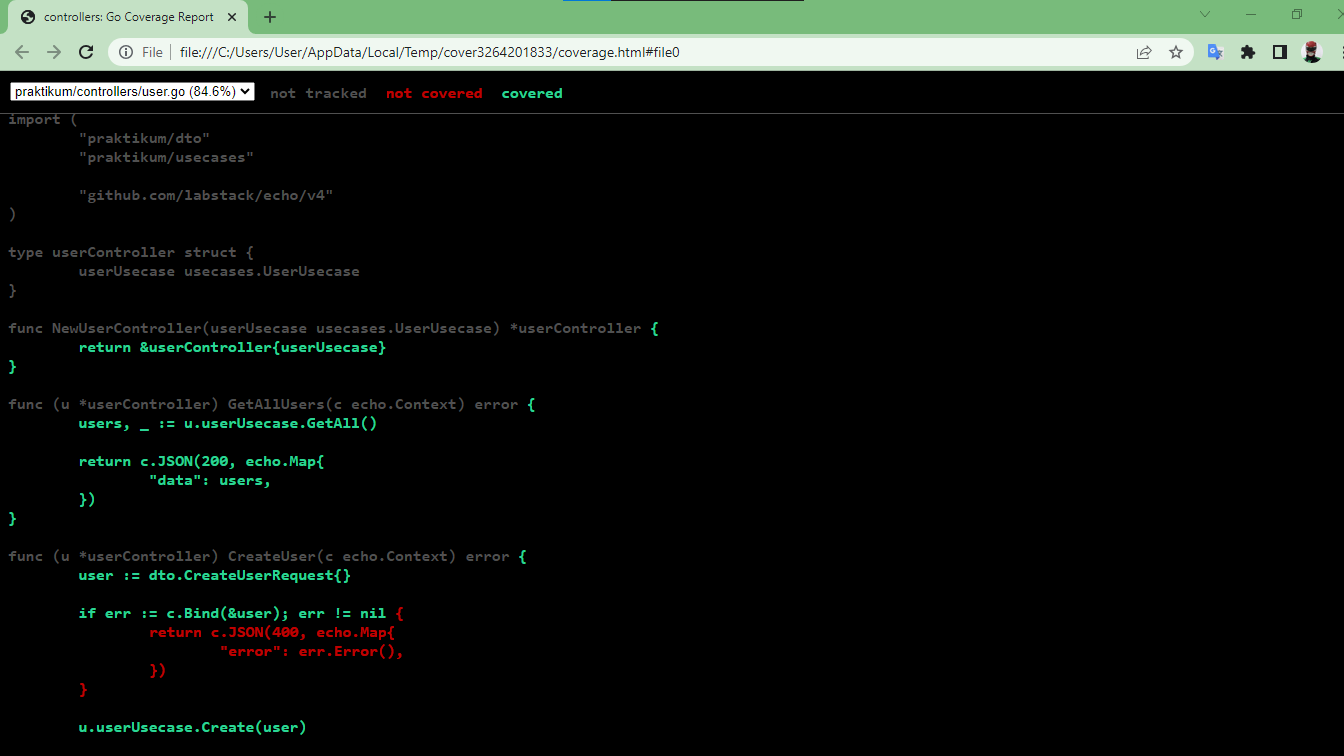 controllers: Go Coverage Report
File
file:///C:/Users/User/AppData/Local/Temp/cover3264201833/coverage.html#file0
praktikum/controllers/user.go (84.6%) not tracked not covered covered
import (
	"praktikum/dto"
	"praktikum/usecases"

	"github.com/labstack/echo/v4"
)

type userController struct {
	userUsecase usecases.UserUsecase
}

func NewUserController(userUsecase usecases.UserUsecase) *userController {
	return &userController{userUsecase}
}

func (u *userController) GetAllUsers(c echo.Context) error {
	users, _ := u.userUsecase.GetAll()

	return c.JSON(200, echo.Map{
		"data": users,
	})
}

func (u *userController) CreateUser(c echo.Context) error {
	user := dto.CreateUserRequest{}

	if err := c.Bind(&user); err != nil {
		return c.JSON(400, echo.Map{
			"error": err.Error(),
		})
	}

	u.userUsecase.Create(user)